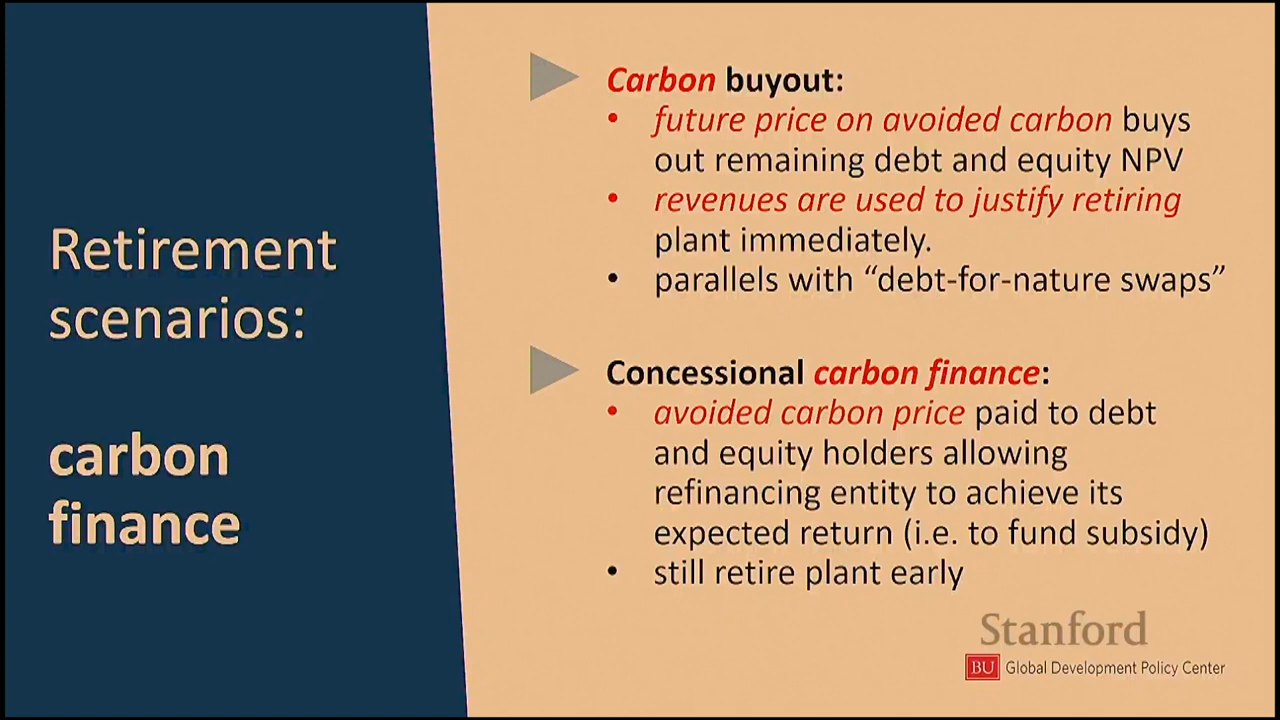 Retirement
scenarios:
carbon
finance
Carbon buyout:
• future price on avoided carbon buys
out remaining debt and equity NPV
• revenues are used to justify retiring
plant immediately.
• parallels with “debt-for-nature swaps”
Concessional carbon finance:
• avoided carbon price paid to debt
and equity holders allowing
refinancing entity to achieve its
expected return (i.e. to fund subsidy)
• still retire plant early
Stanford
BU Global Development Policy Center